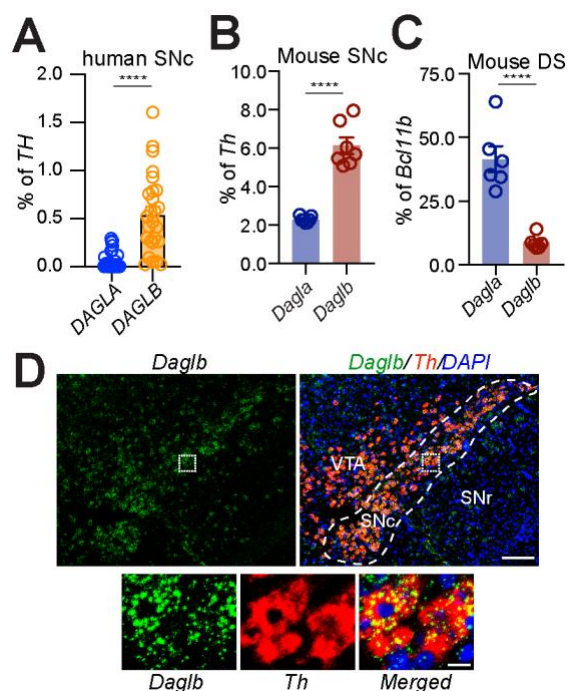 A
human SNc
% of TH
2.0
1.5
1.0
0.5
0.0
****
DAGLA
DAGLB
B
Mouse SNc
% of Th
10.0
8.0
6.0
4.0
2.0
0.0
****
Dagla
Daglb
C
Mouse DS
% of Bcl11b
75.0
50.0
25.0
0.0
****
Dagla
Daglb
D
Daglb
Daglb/Th/DAPI
VTA
SNc
SNr
Daglb
Th
Merged